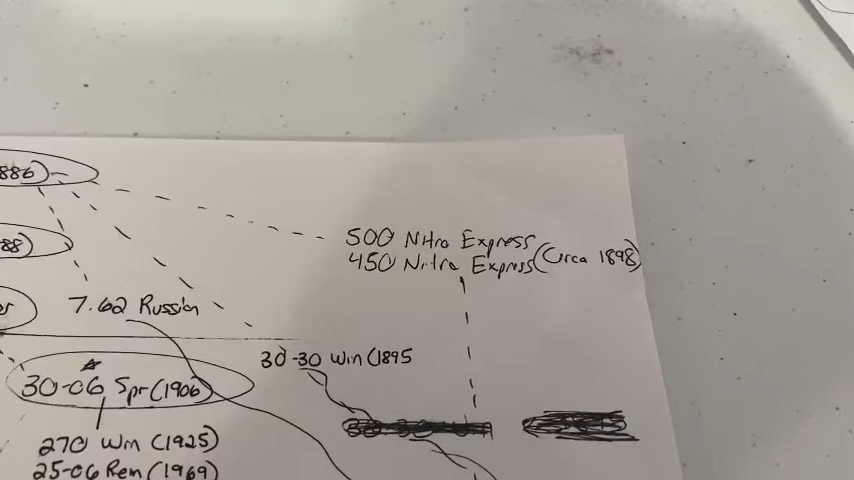 886)
500 Nitro Express
450 Nitro Express (Circa 1898)
88)
7.62 Russian
30-30 Win (1895
30-06 Spr (1906)
270 Win (1925)
25-06 Rem (1969)